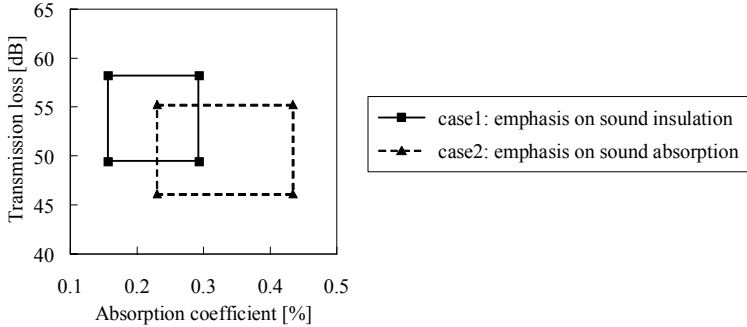 65
60
55
50
45
40
Transmission loss [dB]
0.1 0.2 0.3 0.4 0.5
Absorption coefficient [%]
case1: emphasis on sound insulation
case2: emphasis on sound absorption